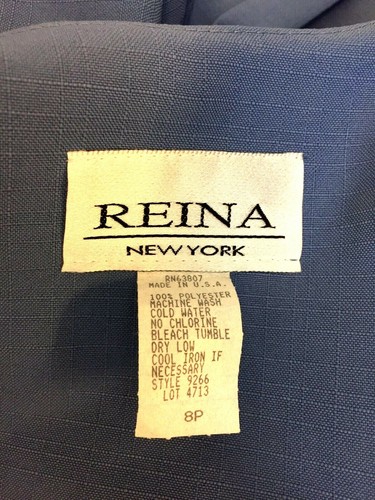 REINA
NEW YORK
RN63807
MADE IN U.S.A.
100% POLYESTER
MACHINE WASH
COLD WATER
NO CHLORINE
BLEACH TUMBLE
DRY LOW
COOL IRON IF
NECESSARY
STYLE 9266
LOT 4713
8P